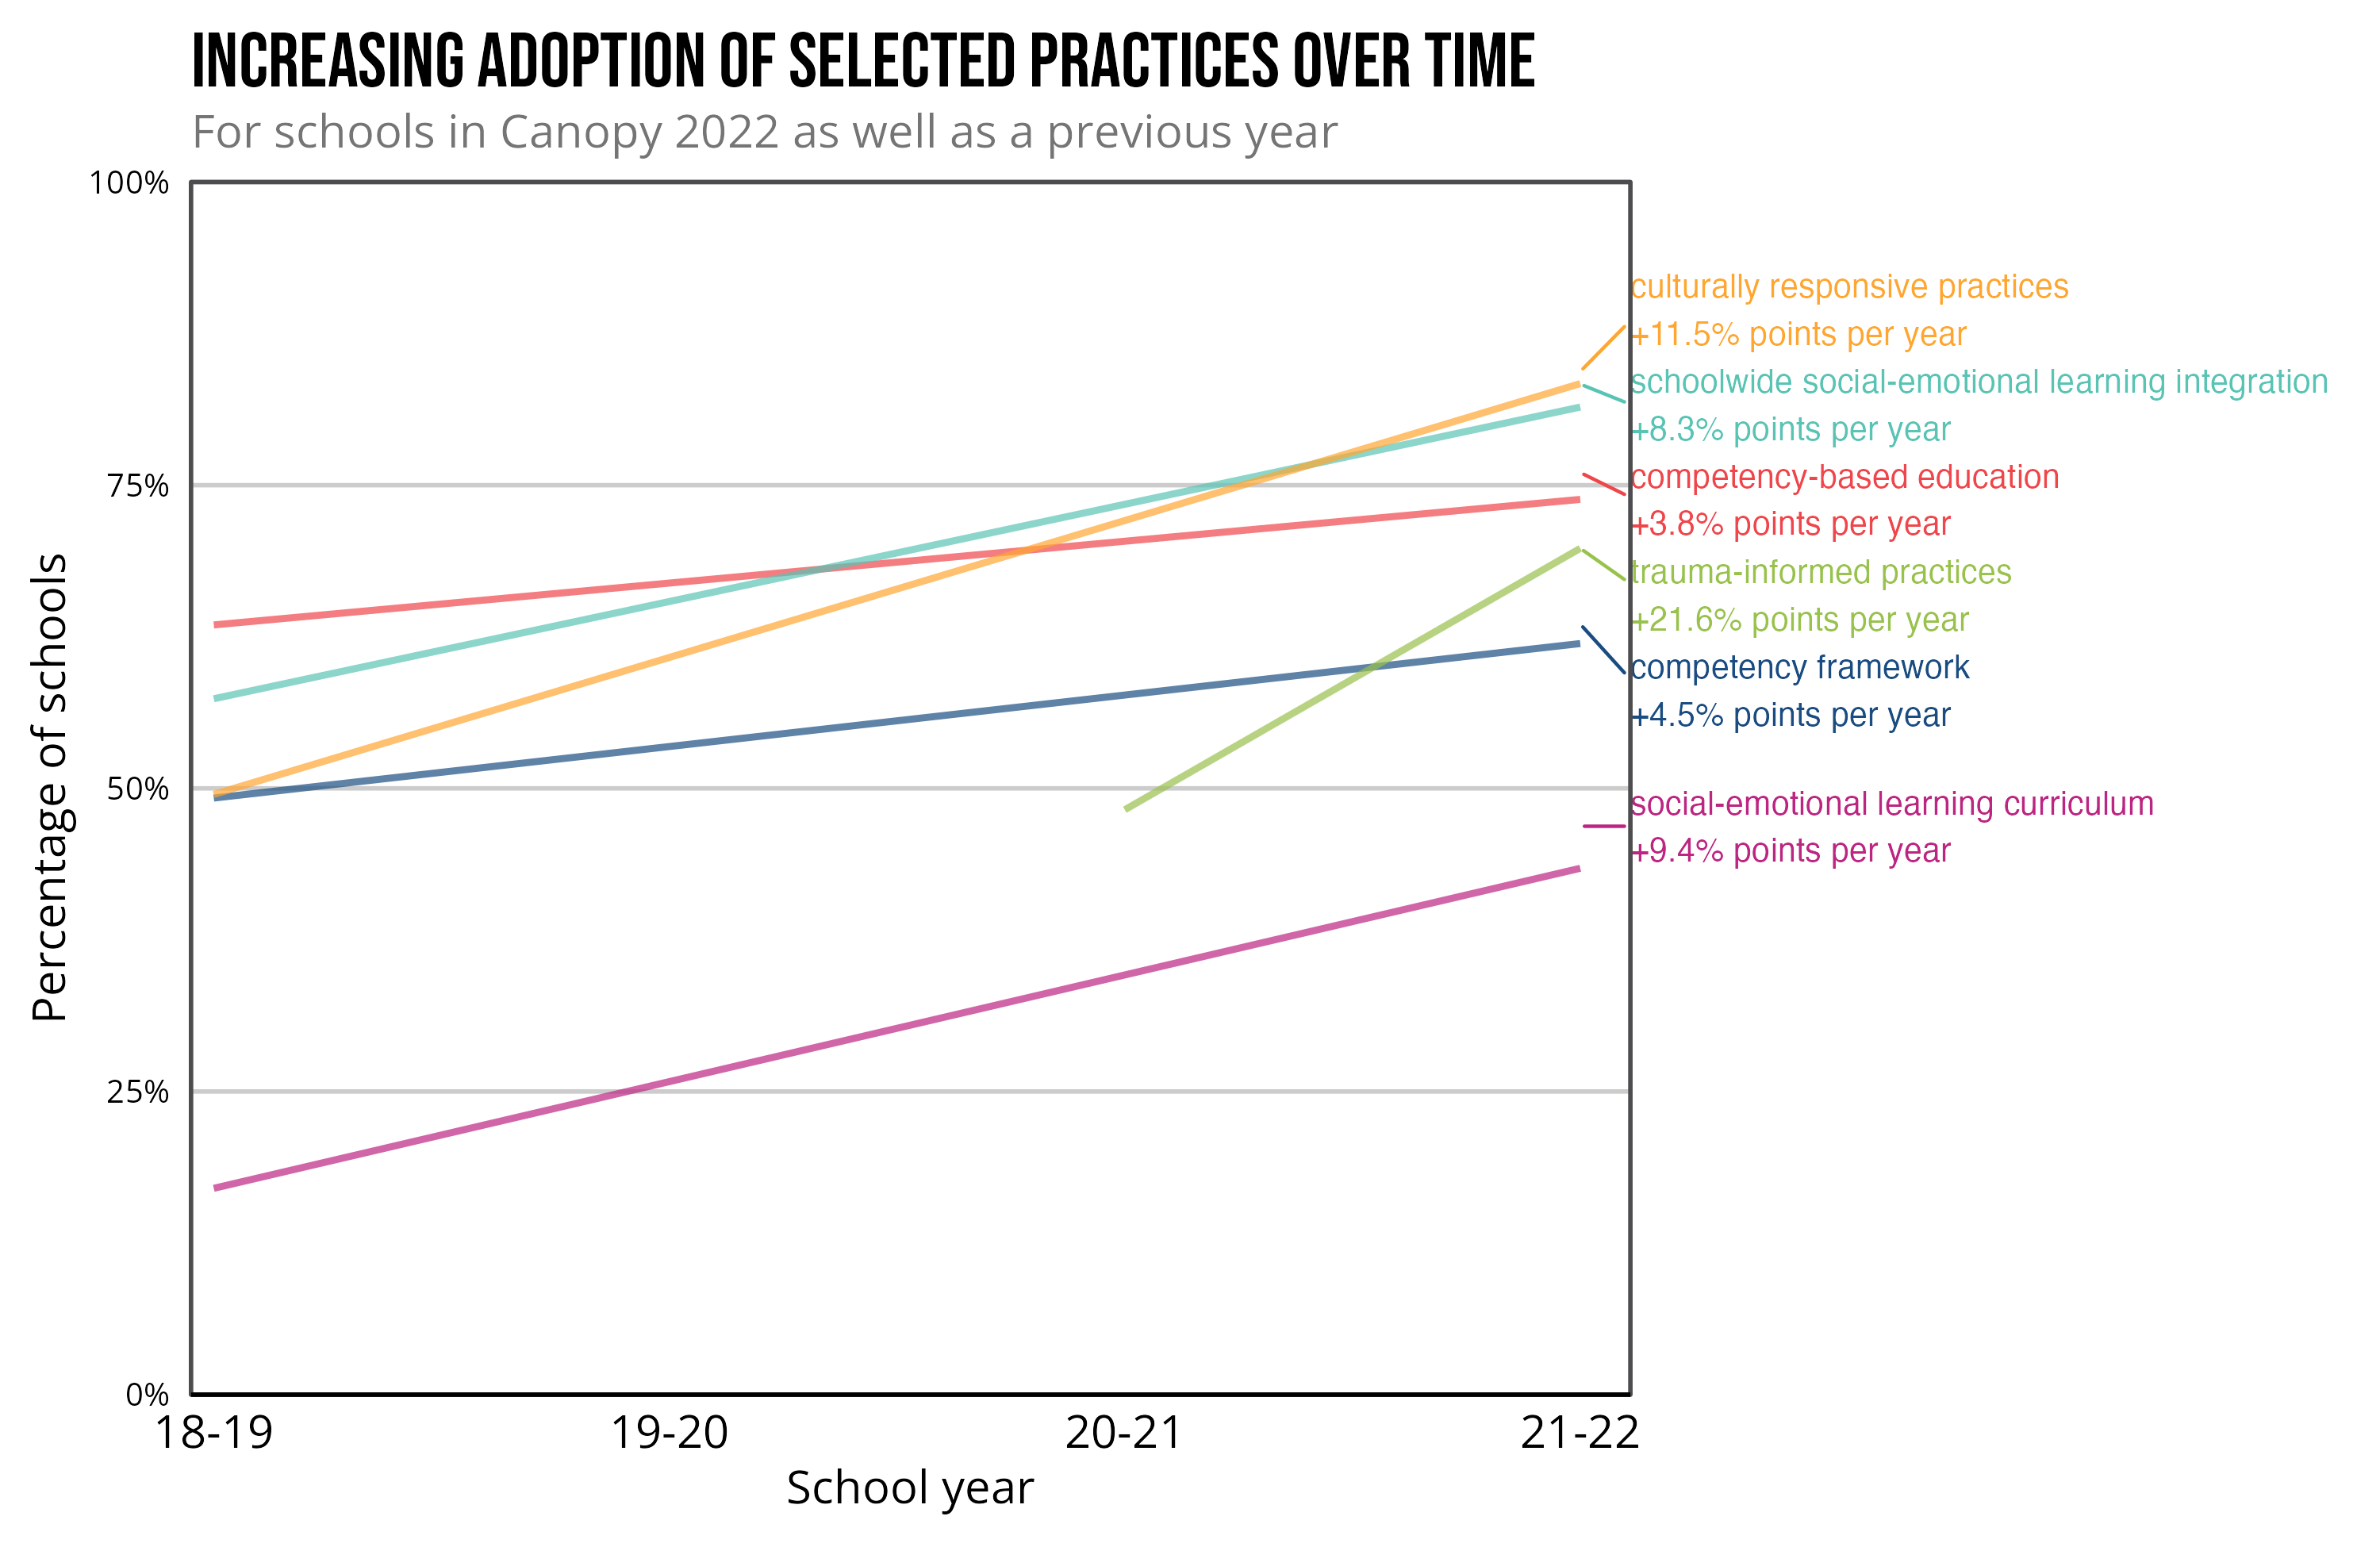 INCREASING ADOPTION OF SELECTED PRACTICES OVER TIME
For schools in Canopy 2022 as well as a previous year
100%
75%
50%
25%
0%
Percentage of schools
18-19
19-20
20-21
21-22
School year
culturally responsive practices
+11.5% points per year
schoolwide social-emotional learning integration
+8.3% points per year
competency-based education
+3.8% points per year
trauma-informed practices
+21.6% points per year
competency framework
+4.5% points per year
social-emotional learning curriculum
+9.4% points per year